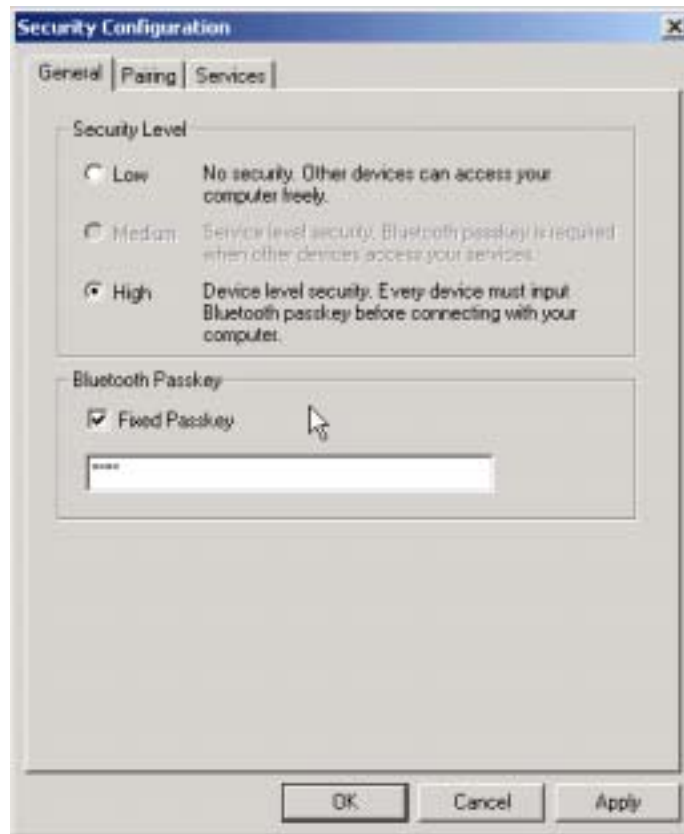 Security Configuration
General Pairing Services
Security Level
Low No security. Other devices can access your
computer freely.
Medium Service level security. Bluetooth passkey is required
when other devices access your services.
High Device level security. Every device must input
Bluetooth passkey before connecting with your
computer.
Bluetooth Passkey
Fixed Passkey
****
OK Cancel Apply